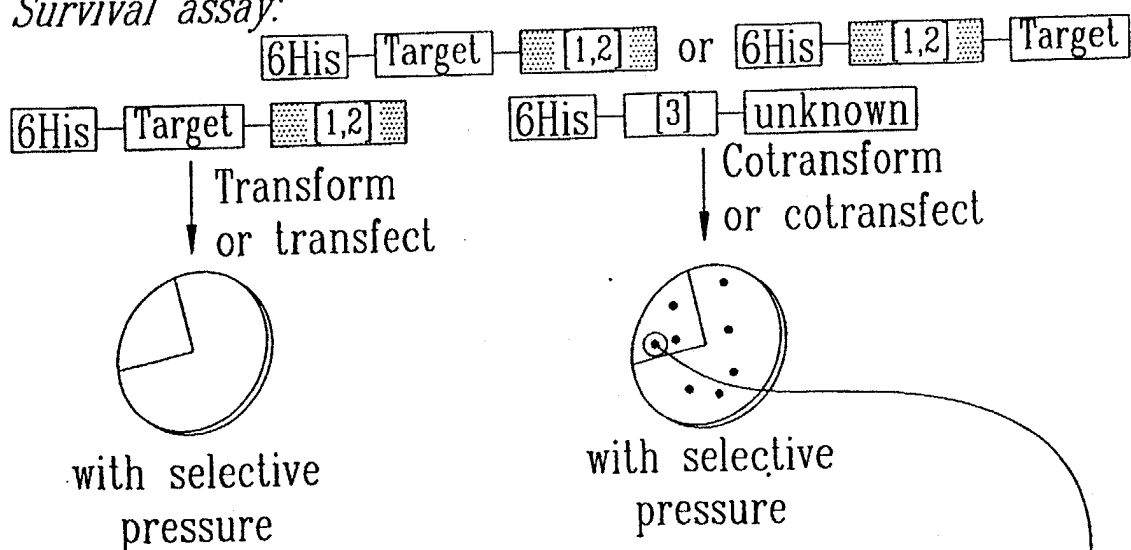 Survival assay:
6His Target [1,2] or 6His [1,2] Target
6His Target [1,2]
6His [3] unknown
Transform
or transfect
Cotransform
or cotransfect
with selective
pressure
with selective
pressure